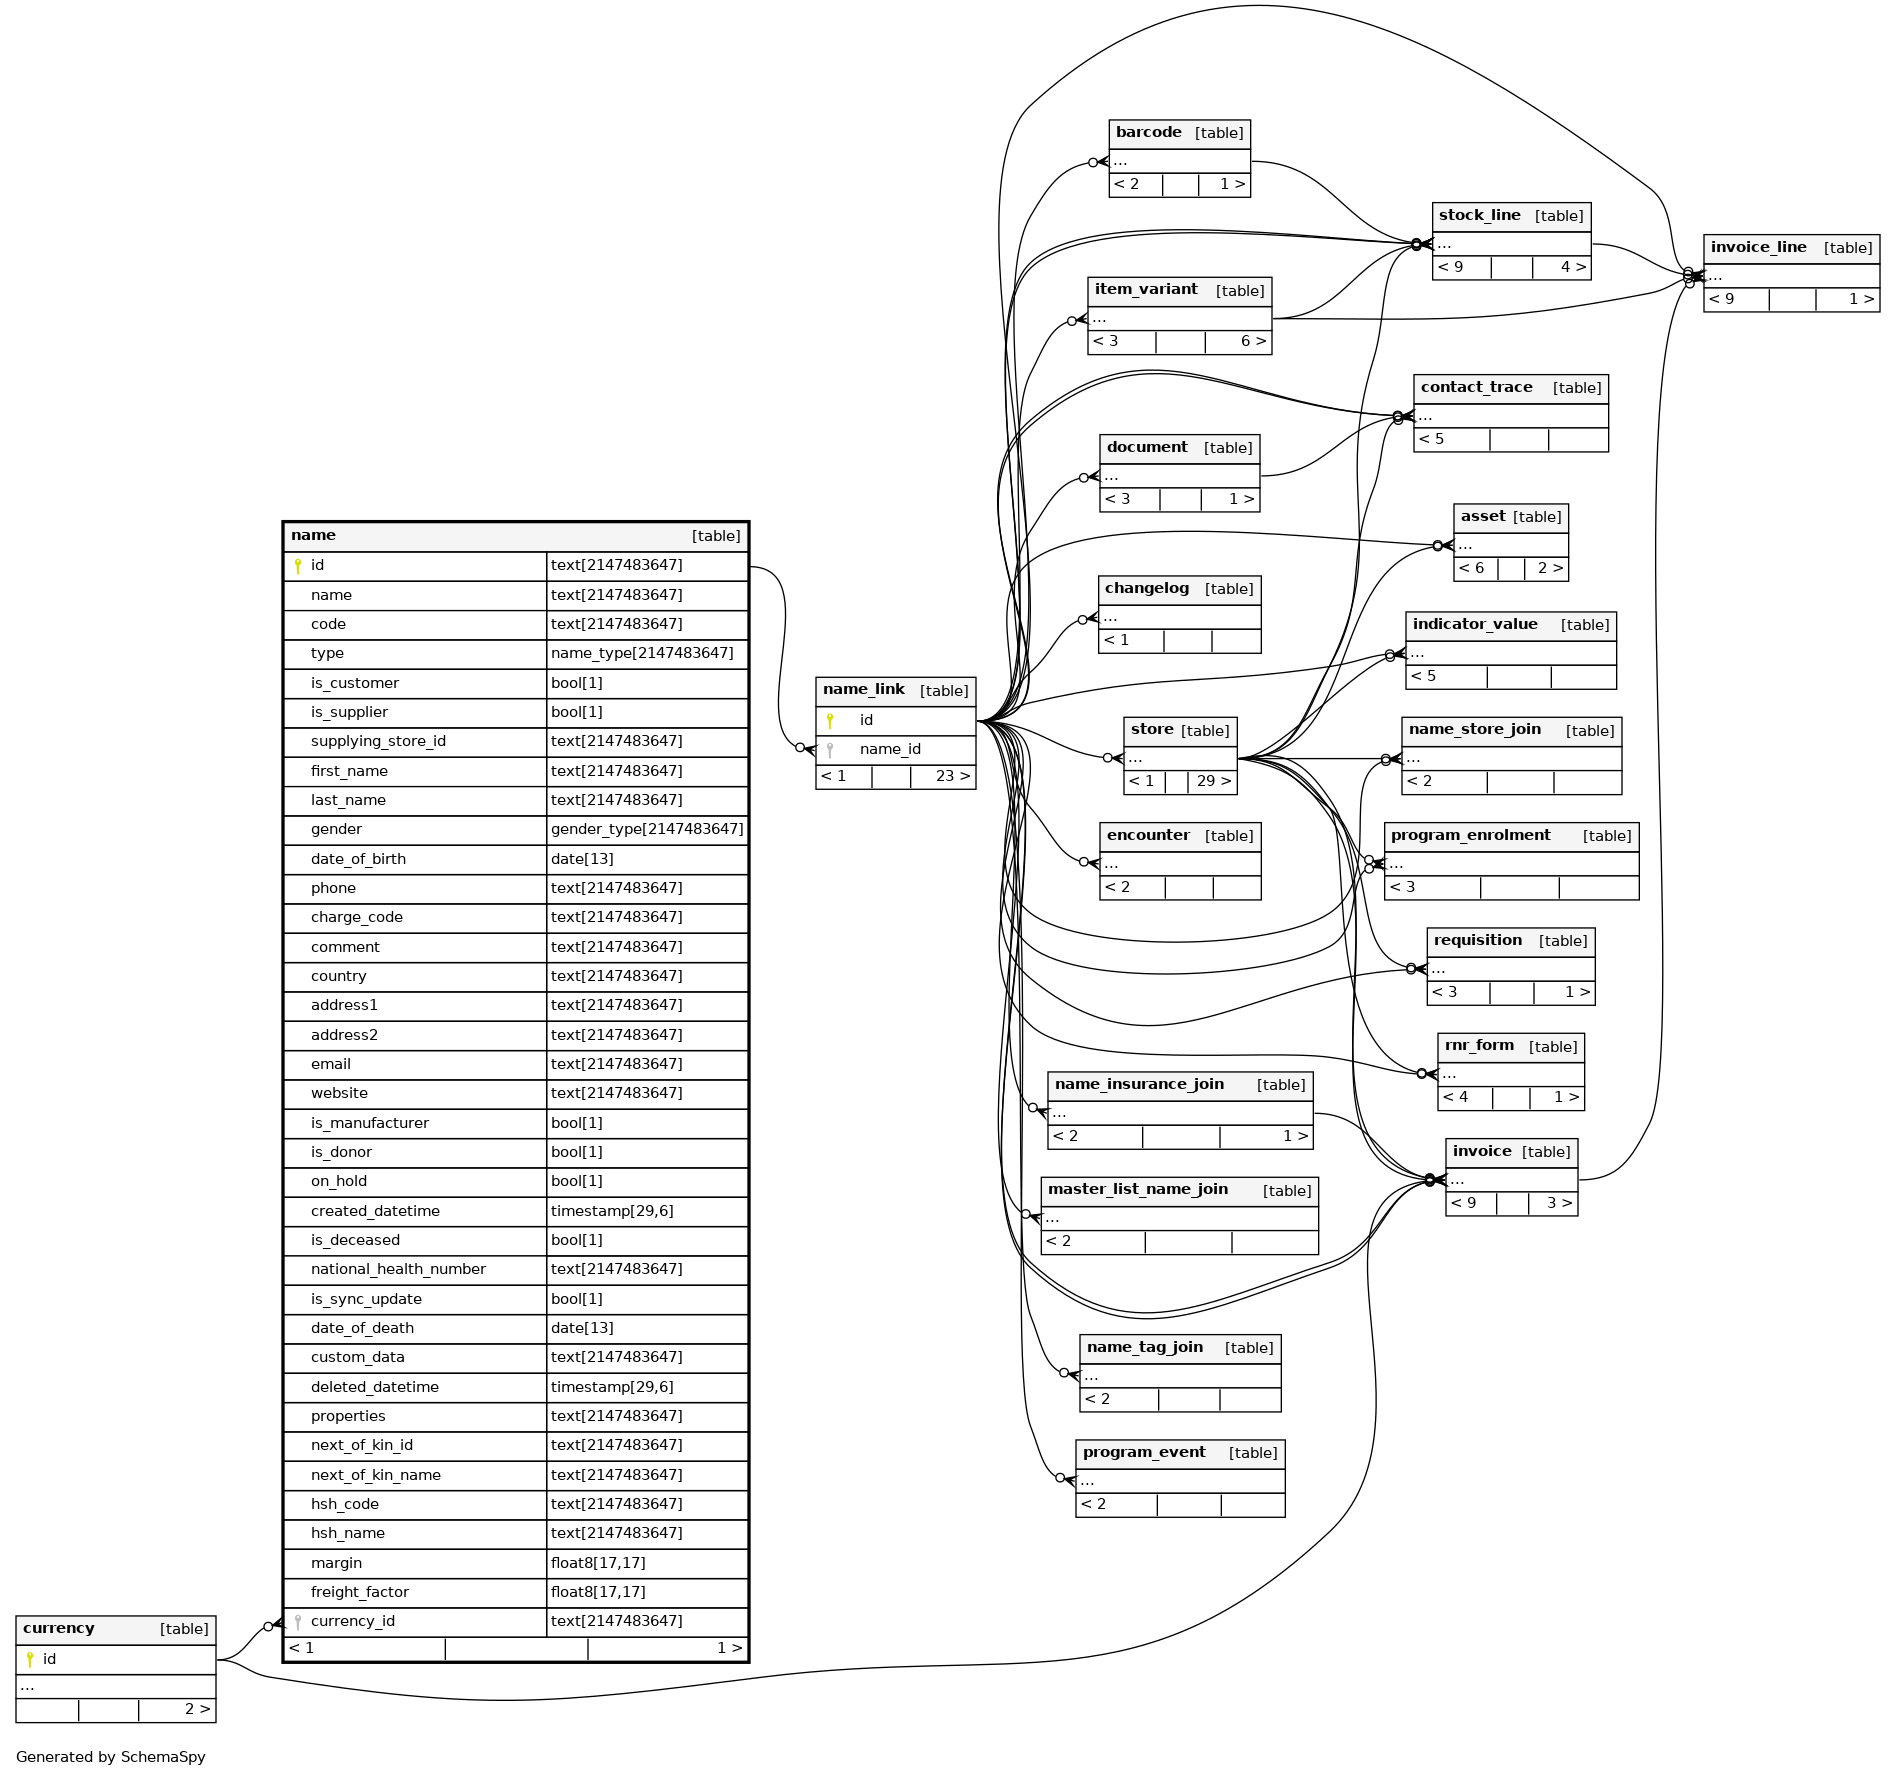 barcode [table]
...
< 2 1 >
stock_line [table]
...
< 9 4 >
invoice_line [table]
...
< 9 1 >
item_variant [table]
...
< 3 6 >
contact_trace [table]
...
< 5
document [table]
...
< 3 1 >
asset [table]
...
< 6 2 >
changelog [table]
...
< 1
indicator_value [table]
...
< 5
name [table]
id text[2147483647]
name text[2147483647]
code text[2147483647]
type name_type[2147483647]
is_customer bool[1]
is_supplier bool[1]
supplying_store_id text[2147483647]
first_name text[2147483647]
last_name text[2147483647]
gender gender_type[2147483647]
date_of_birth date[13]
phone text[2147483647]
charge_code text[2147483647]
comment text[2147483647]
country text[2147483647]
address1 text[2147483647]
address2 text[2147483647]
email text[2147483647]
website text[2147483647]
is_manufacturer bool[1]
is_donor bool[1]
on_hold bool[1]
created_datetime timestamp[29,6]
is_deceased bool[1]
national_health_number text[2147483647]
is_sync_update bool[1]
date_of_death date[13]
custom_data text[2147483647]
deleted_datetime timestamp[29,6]
properties text[2147483647]
next_of_kin_id text[2147483647]
next_of_kin_name text[2147483647]
hsh_code text[2147483647]
hsh_name text[2147483647]
margin float8[17,17]
freight_factor float8[17,17]
currency_id text[2147483647]
< 1 1 >
name_link [table]
id
name_id
< 1 23 >
store [table]
...
< 1 29 >
name_store_join [table]
...
< 2
encounter [table]
...
< 2
program_enrolment [table]
...
< 3
requisition [table]
...
< 3 1 >
rnr_form [table]
...
< 4 1 >
name_insurance_join [table]
...
< 2 1 >
invoice [table]
...
< 9 3 >
master_list_name_join [table]
...
< 2
name_tag_join [table]
...
< 2
program_event [table]
...
< 2
currency [table]
id
...
2 >
Generated by SchemaSpy